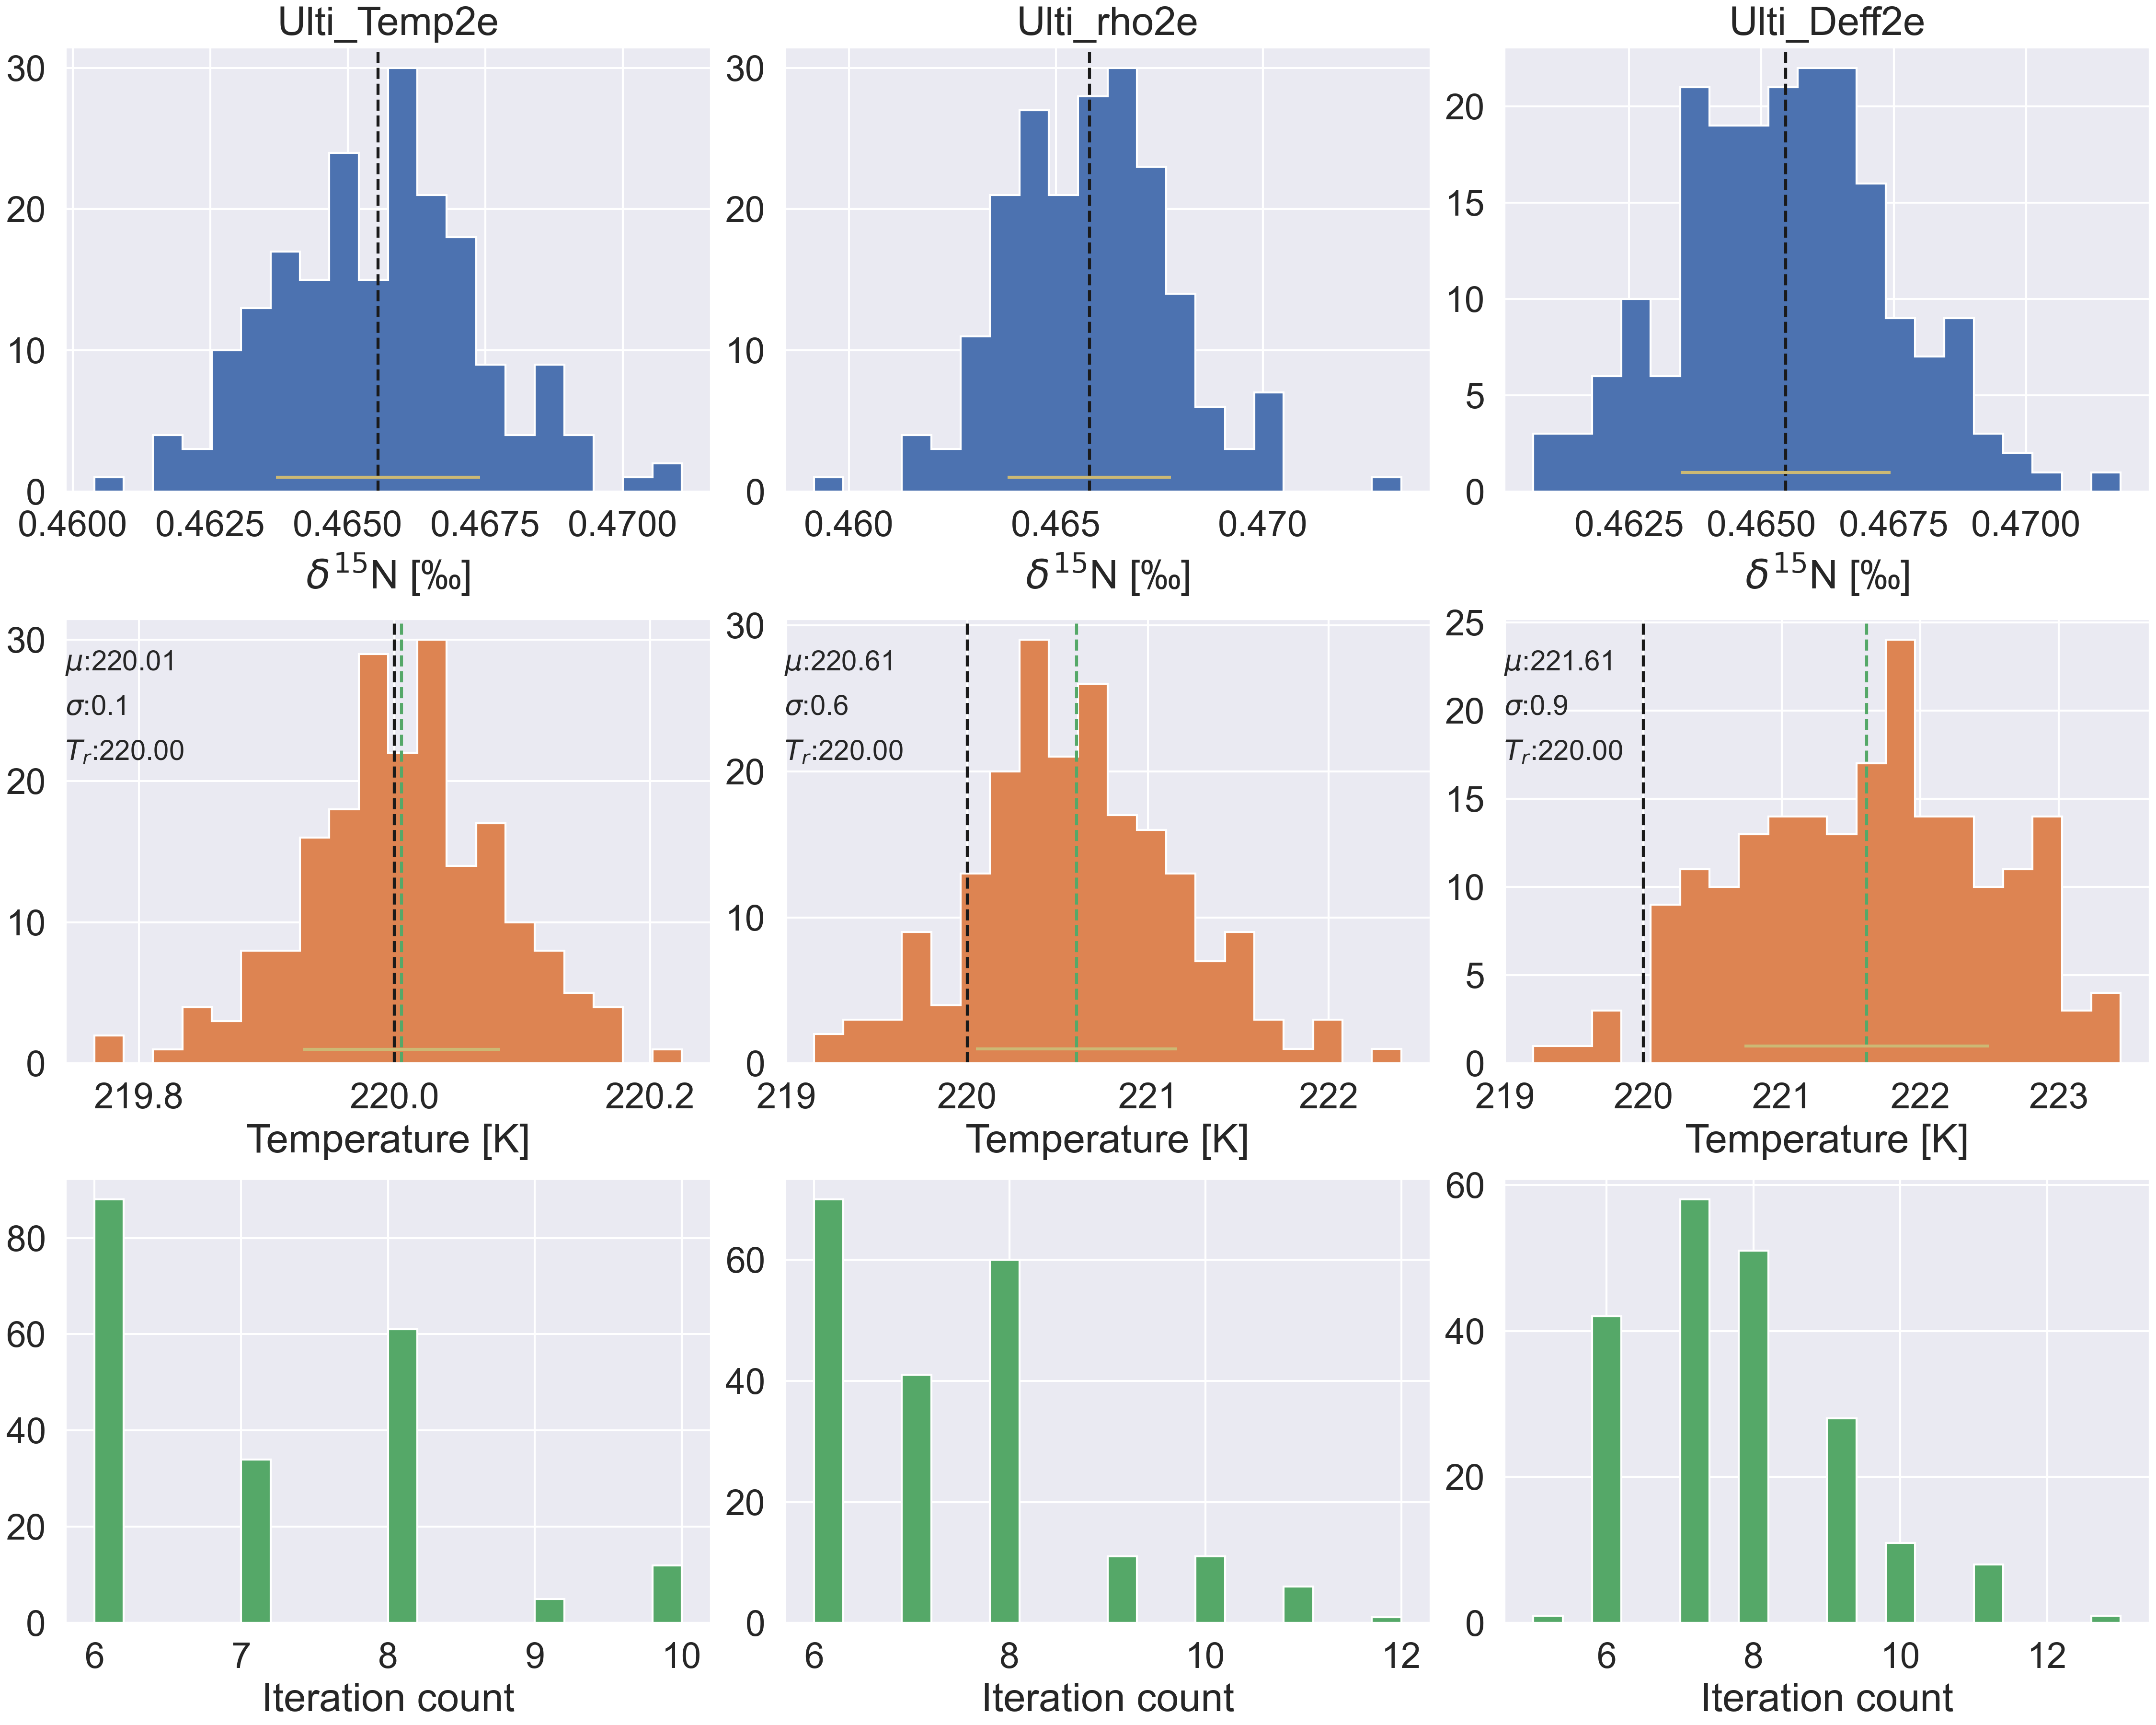 Ulti_Temp2e
Ulti_rho2e
Ulti_Deff2e
30
20
10
0
0.4600 0.4625 0.4650 0.4675 0.4700
δ¹⁵N [‰]
30
20
10
0
0.460 0.465 0.470
δ¹⁵N [‰]
20
15
10
5
0
0.4625 0.4650 0.4675 0.4700
δ¹⁵N [‰]
30
20
10
0
μ:220.01
σ:0.1
Tᵣ:220.00
219.8 220.0 220.2
Temperature [K]
30
20
10
0
μ:220.61
σ:0.6
Tᵣ:220.00
219 220 221 222
Temperature [K]
25
20
15
10
5
0
μ:221.61
σ:0.9
Tᵣ:220.00
219 220 221 222 223
Temperature [K]
80
60
40
20
0
6 7 8 9 10
Iteration count
60
40
20
0
6 8 10 12
Iteration count
60
40
20
0
6 8 10 12
Iteration count